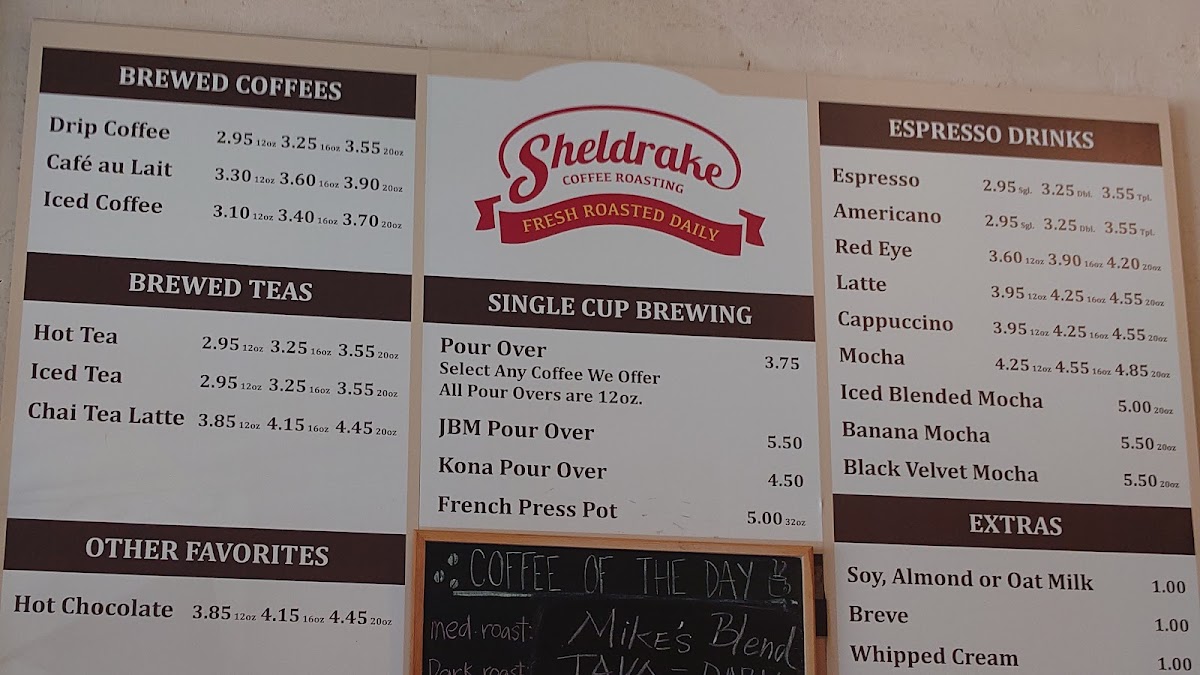 BREWED COFFEES
Drip Coffee 2.95 12oz 3.25 16oz 3.55 20oz
Café au Lait 3.30 12oz 3.60 16oz 3.90 20oz
Iced Coffee 3.10 12oz 3.40 16oz 3.70 20oz
BREWED TEAS
Hot Tea 2.95 12oz 3.25 16oz 3.55 20oz
Iced Tea 2.95 12oz 3.25 16oz 3.55 20oz
Chai Tea Latte 3.85 12oz 4.15 16oz 4.45 20oz
OTHER FAVORITES
Hot Chocolate 3.85 12oz 4.15 16oz 4.45 20oz
Sheldrake
COFFEE ROASTING
FRESH ROASTED DAILY
SINGLE CUP BREWING
Pour Over 3.75
Select Any Coffee We Offer
All Pour Overs are 12oz.
JBM Pour Over 5.50
Kona Pour Over 4.50
French Press Pot 5.00 32oz
COFFEE OF THE DAY
med. roast: Mike's Blend
Dark roast: JAVA - DARK
ESPRESSO DRINKS
Espresso 2.95 Sgl. 3.25 Dbl. 3.55 Tpl.
Americano 2.95 Sgl. 3.25 Dbl. 3.55 Tpl.
Red Eye 3.60 12oz 3.90 16oz 4.20 20oz
Latte 3.95 12oz 4.25 16oz 4.55 20oz
Cappuccino 3.95 12oz 4.25 16oz 4.55 20oz
Mocha 4.25 12oz 4.55 16oz 4.85 20oz
Iced Blended Mocha 5.00 20oz
Banana Mocha 5.50 20oz
Black Velvet Mocha 5.50 20oz
EXTRAS
Soy, Almond or Oat Milk 1.00
Breve 1.00
Whipped Cream 1.00